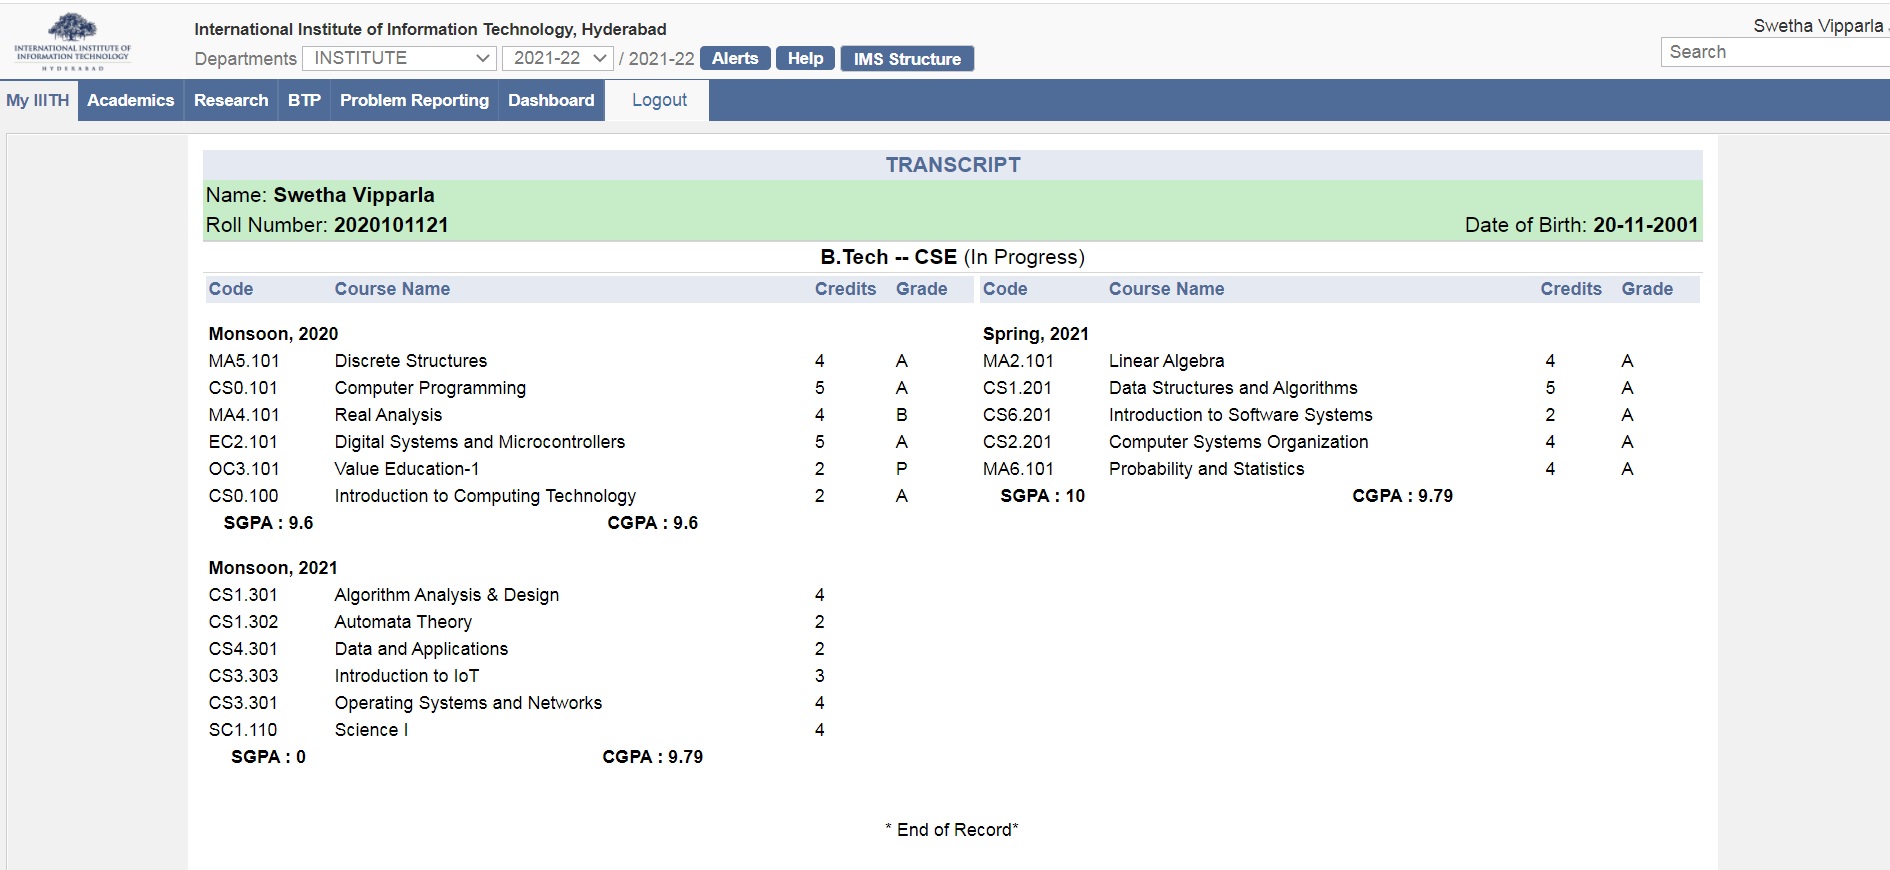 INTERNATIONAL INSTITUTE OF
INFORMATION TECHNOLOGY
HYDERABAD
International Institute of Information Technology, Hyderabad
Swetha Vipparla
Departments INSTITUTE 2021-22 / 2021-22 Alerts Help IMS Structure
Search
My IIITH Academics Research BTP Problem Reporting Dashboard Logout
TRANSCRIPT
Name: Swetha Vipparla
Roll Number: 2020101121 Date of Birth: 20-11-2001
B.Tech -- CSE (In Progress)
Code Course Name Credits Grade Code Course Name Credits Grade
Monsoon, 2020 Spring, 2021
MA5.101 Discrete Structures 4 A MA2.101 Linear Algebra 4 A
CS0.101 Computer Programming 5 A CS1.201 Data Structures and Algorithms 5 A
MA4.101 Real Analysis 4 B CS6.201 Introduction to Software Systems 2 A
EC2.101 Digital Systems and Microcontrollers 5 A CS2.201 Computer Systems Organization 4 A
OC3.101 Value Education-1 2 P MA6.101 Probability and Statistics 4 A
CS0.100 Introduction to Computing Technology 2 A SGPA : 10 CGPA : 9.79
SGPA : 9.6 CGPA : 9.6
Monsoon, 2021
CS1.301 Algorithm Analysis & Design 4
CS1.302 Automata Theory 2
CS4.301 Data and Applications 2
CS3.303 Introduction to IoT 3
CS3.301 Operating Systems and Networks 4
SC1.110 Science I 4
SGPA : 0 CGPA : 9.79
* End of Record*